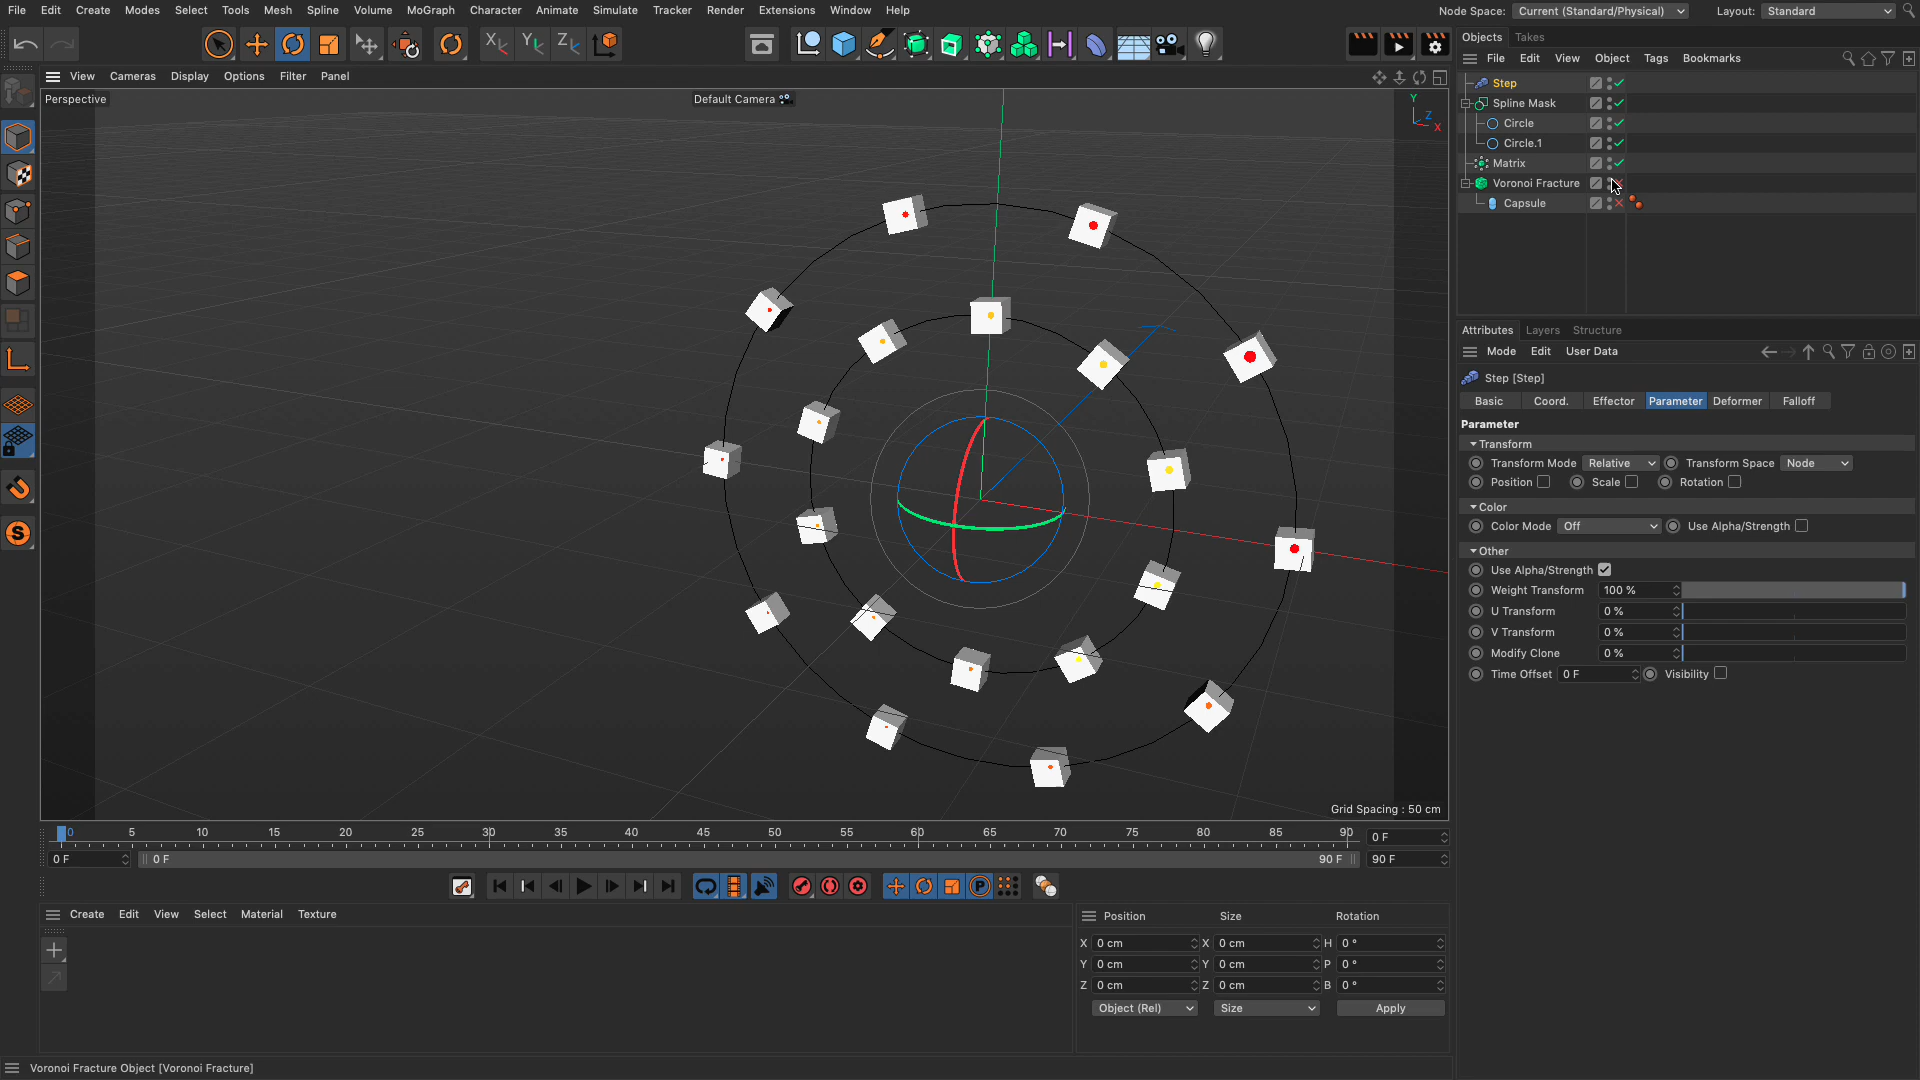 File Edit Create Modes Select Tools Mesh Spline Volume MoGraph Character Animate Simulate Tracker Render Extensions Window Help
Node Space: Current (Standard/Physical) Layout: Standard
X Y Z
Objects Takes
File Edit View Object Tags Bookmarks
View Cameras Display Options Filter Panel
Perspective
Default Camera
Y
Z
X
Step
Spline Mask
Circle
Circle.1
Matrix
Voronoi Fracture
Capsule
Attributes Layers Structure
Mode Edit User Data
Step [Step]
Basic Coord. Effector Parameter Deformer Falloff
Parameter
Transform
Transform Mode Relative Transform Space Node
Position Scale Rotation
Color
Color Mode Off Use Alpha/Strength
Other
Use Alpha/Strength
Weight Transform 100 %
U Transform 0 %
V Transform 0 %
Modify Clone 0 %
Time Offset 0 F Visibility
Grid Spacing : 50 cm
0 5 10 15 20 25 30 35 40 45 50 55 60 65 70 75 80 85 90
0 F
0 F 0 F 90 F 90 F
P
S
Create Edit View Select Material Texture
Position Size Rotation
X 0 cm X 0 cm H 0 °
Y 0 cm Y 0 cm P 0 °
Z 0 cm Z 0 cm B 0 °
Object (Rel) Size Apply
Voronoi Fracture Object [Voronoi Fracture]